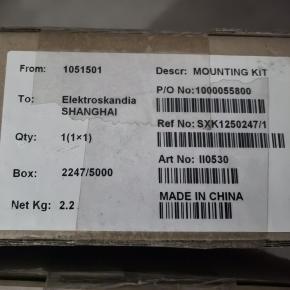 From: 1051501
Descr: MOUNTING KIT
P/O No:1000055800
To: Elektroskandia
SHANGHAI
Ref No: SXK1250247/1
Qty: 1(1×1)
Art No: II0530
Box: 2247/5000
MADE IN CHINA
Net Kg: 2.2